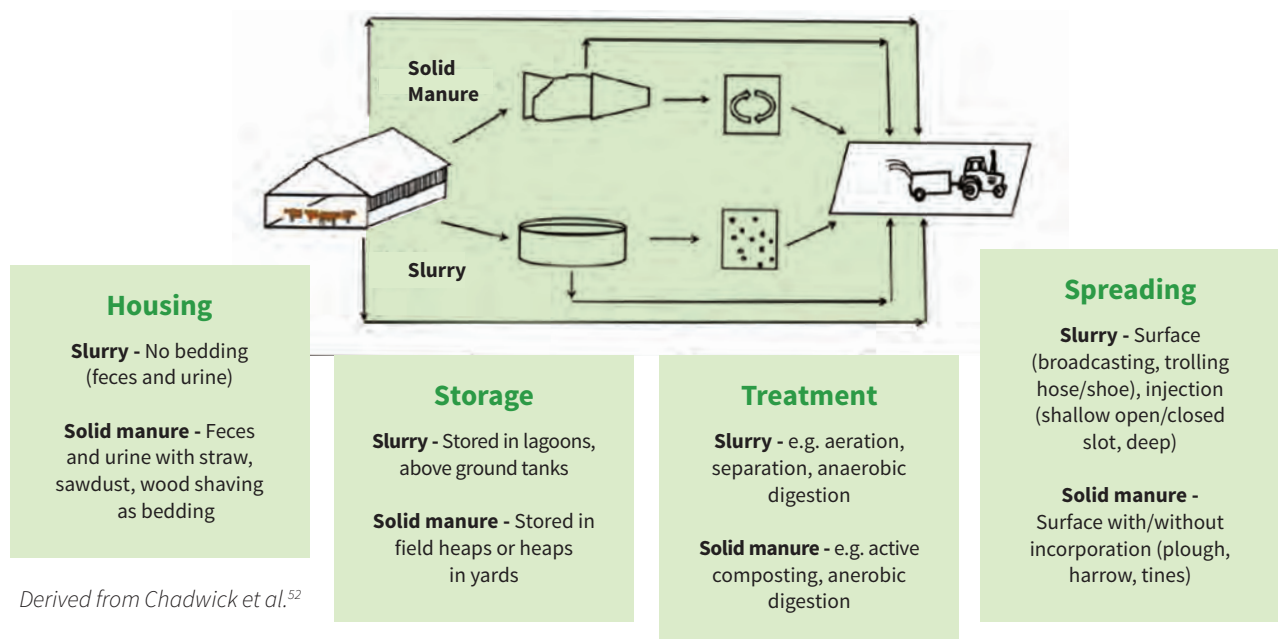 Solid
Manure
Slurry
Housing
Slurry - No bedding
(feces and urine)
Solid manure - Feces
and urine with straw,
sawdust, wood shaving
as bedding
Storage
Slurry - Stored in lagoons,
above ground tanks
Solid manure - Stored in
field heaps or heaps
in yards
Treatment
Slurry - e.g. aeration,
separation, anaerobic
digestion
Solid manure - e.g. active
composting, anerobic
digestion
Spreading
Slurry - Surface
(broadcasting, trolling
hose/shoe), injection
(shallow open/closed
slot, deep)
Solid manure -
Surface with/without
incorporation (plough,
harrow, tines)
Derived from Chadwick et al.52